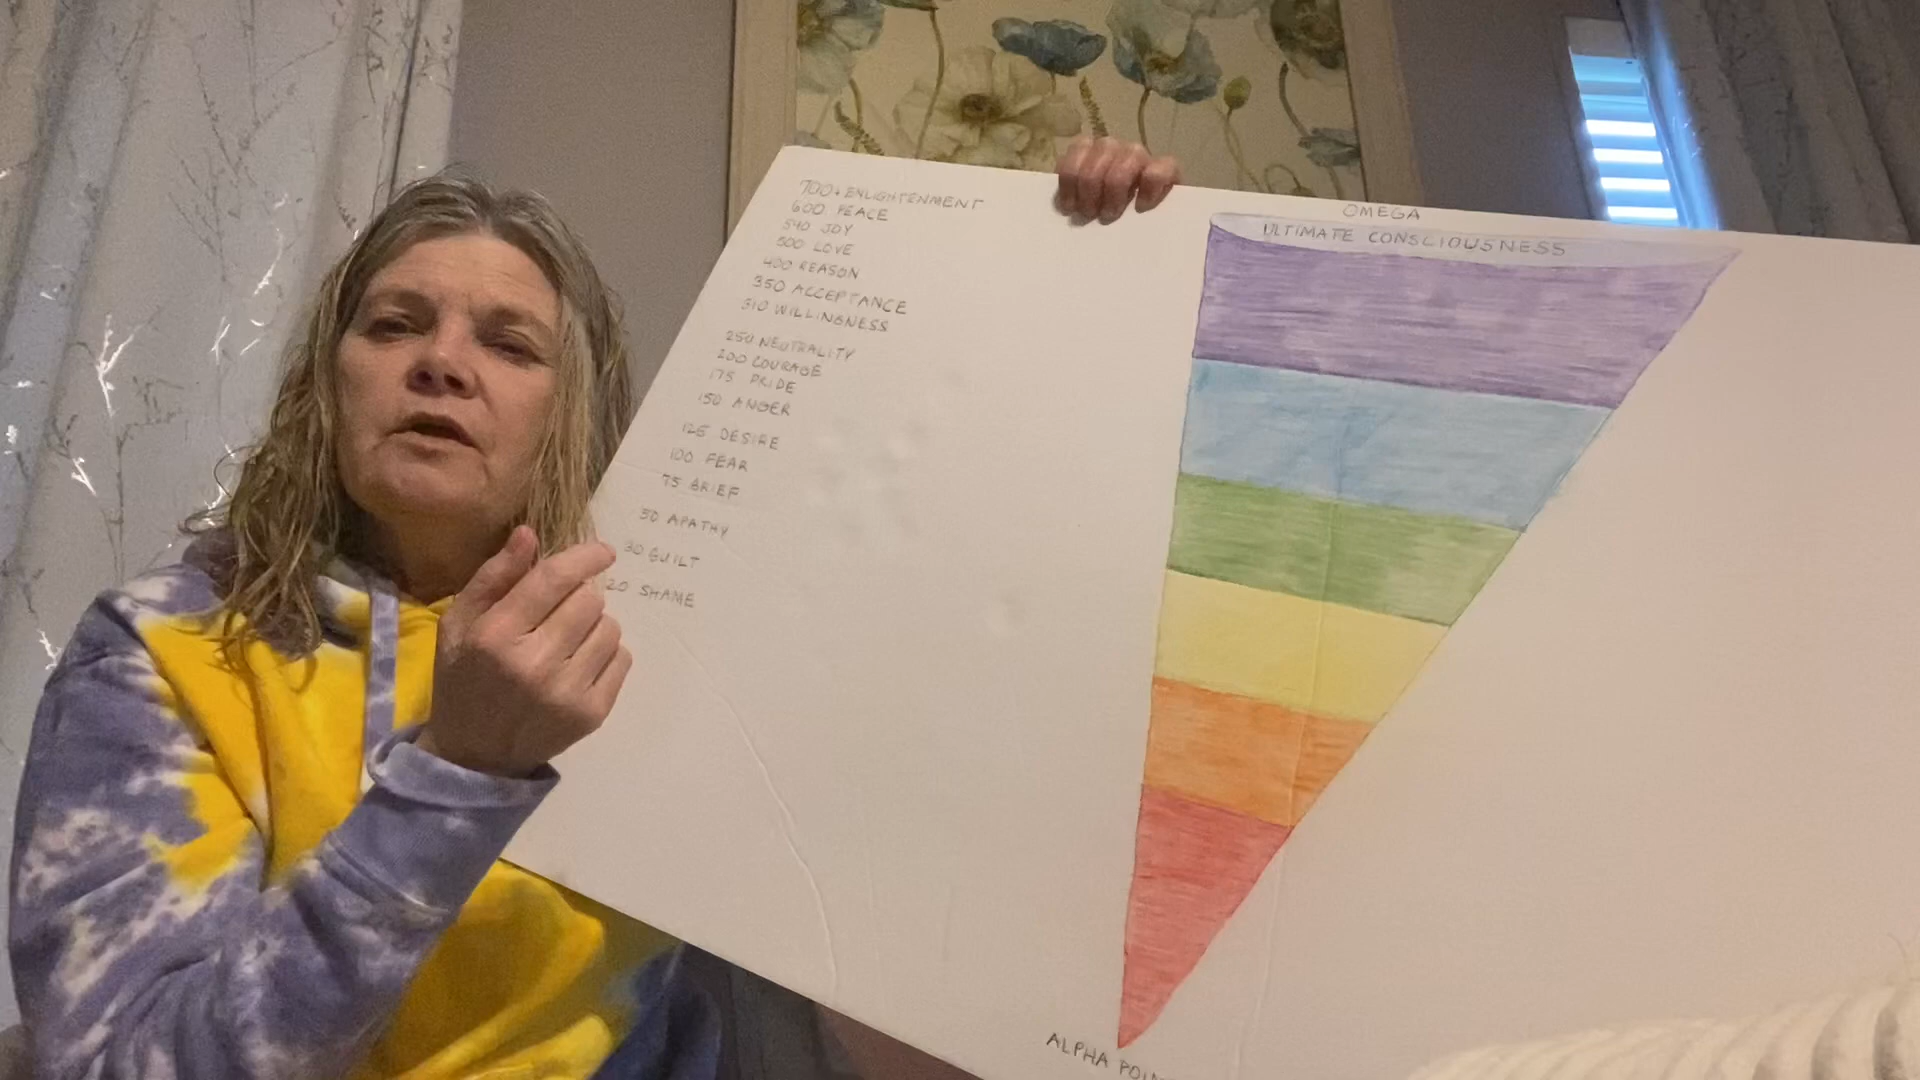 700+ ENLIGHTENMENT
600 PEACE
540 JOY
500 LOVE
400 REASON
350 ACCEPTANCE
310 WILLINGNESS
250 NEUTRALITY
200 COURAGE
175 PRIDE
150 ANGER
125 DESIRE
100 FEAR
75 GRIEF
50 APATHY
30 GUILT
20 SHAME
OMEGA
ULTIMATE CONSCIOUSNESS
ALPHA